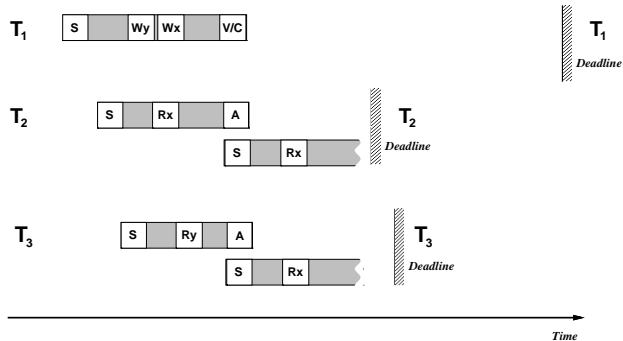 T1 S Wy Wx V/C T1
Deadline
T2 S Rx A T2
Deadline
S Rx
T3 S Ry A T3
Deadline
S Rx
Time